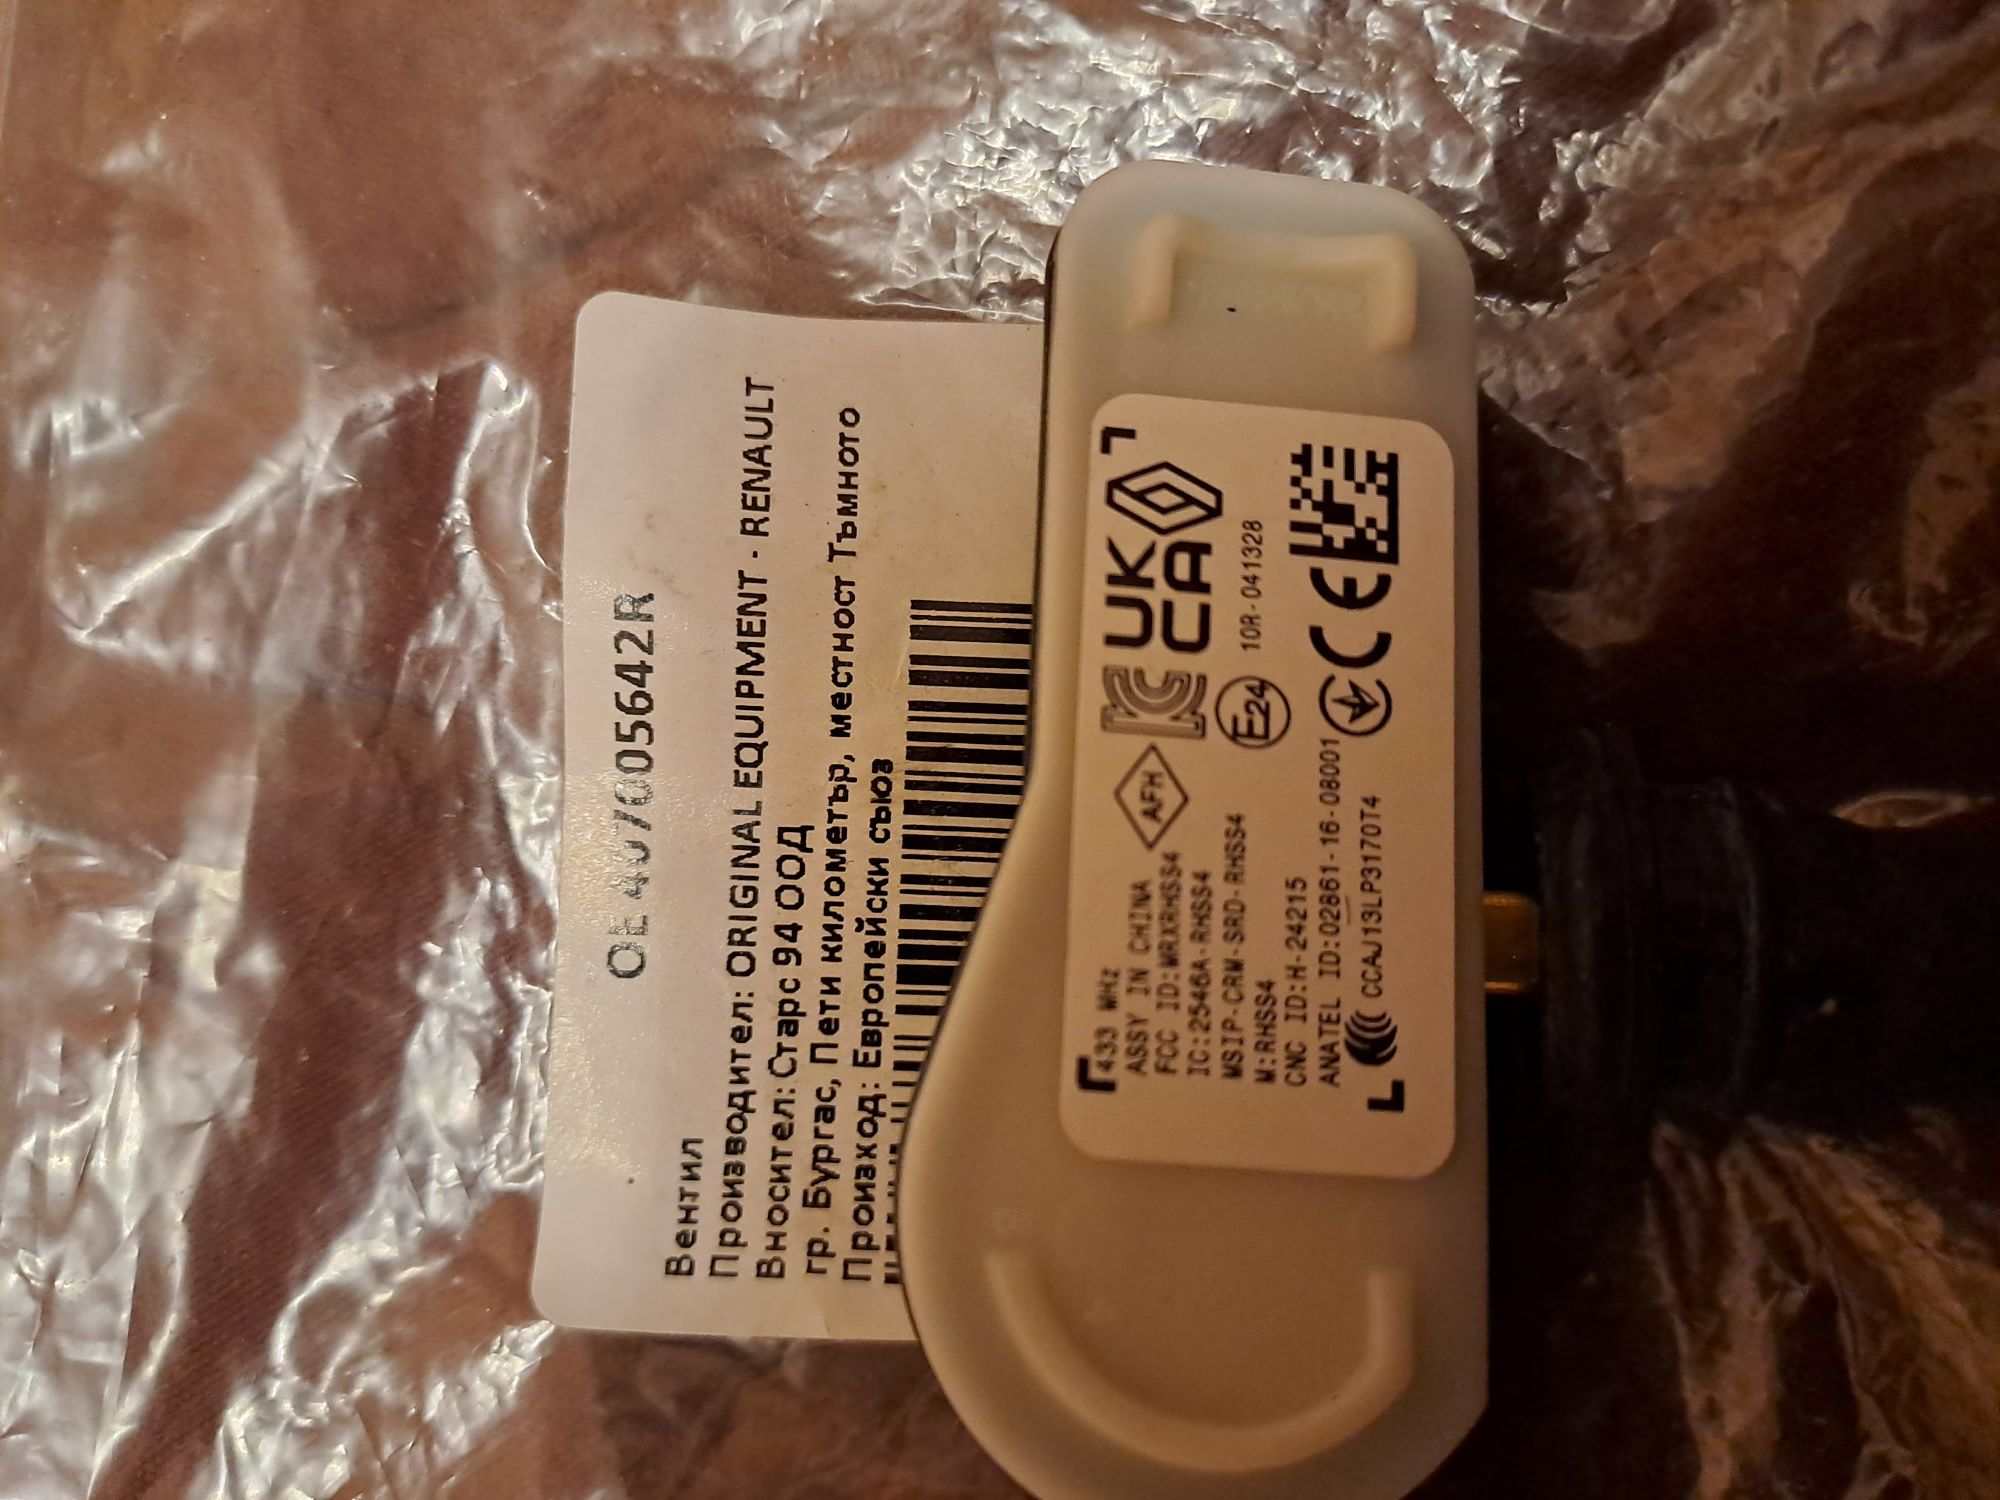 OE407005642R
Вентил
Производител: ORIGINAL EQUIPMENT - RENAULT
Вносител: Старс 94 ООД
гр. Бургас, Пети километър, местност Тъмното
Произход: Европейски съюз
433 MHz
ASSY IN CHINA
FCC ID:MRXRHSS4
IC:2546A-RHSS4
MSIP-CRM-SRD-RHSS4
M:RHSS4
CNC ID:H-24215
ANATEL ID:02861-16-08001
CCAJ13LP3170T4
AFH
UK
CA
E24
10R-041328
CE